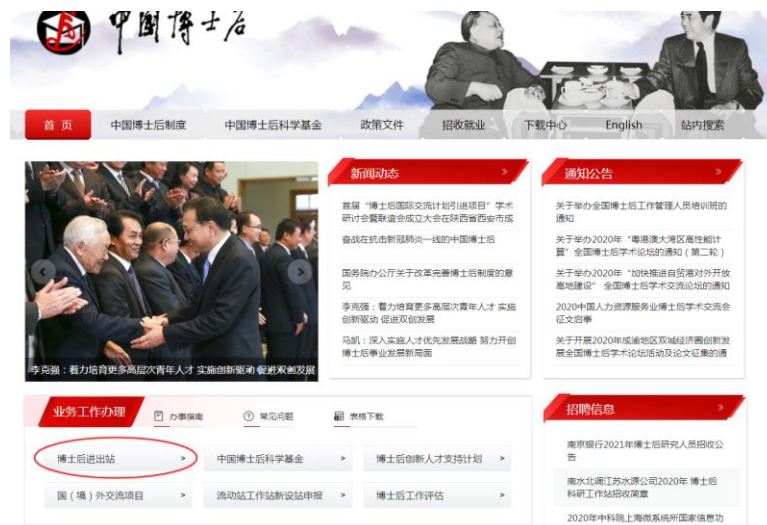 中国博士后
首 页
中国博士后制度
中国博士后科学基金
政策文件
招收就业
下载中心
English
站内搜索
李克强：着力培育更多高层次青年人才 实施创新驱动 促进双创发展
新闻动态
»
首届“博士后国际交流计划引进项目”学术
研讨会暨联谊会成立大会在陕西省西安市成
奋战在抗击新冠肺炎一线的中国博士后
国务院办公厅关于改革完善博士后制度的意
见
李克强：着力培育更多高层次青年人才 实施
创新驱动 促进双创发展
马凯：深入实施人才优先发展战略 努力开创
博士后事业发展新局面
通知公告
»
关于举办全国博士后工作管理人员培训班的
通知
关于举办2020年“粤港澳大湾区高性能计
算”全国博士后学术论坛的通知（第二轮）
关于举办2020年“加快推进自贸港对外开放
高地建设” 全国博士后学术交流论坛的通知
2020中国人力资源服务业博士后学术交流会
征文启事
关于开展2020年成渝地区双城经济圈创新发
展全国博士后学术论坛活动及论文征集的通
业务工作办理
办事指南
常见问题
表格下载
博士后进出站
>
中国博士后科学基金
>
博士后创新人才支持计划
>
国（境）外交流项目
>
流动站工作站新设站申报
>
博士后工作评估
>
招聘信息
»
南京银行2021年博士后研究人员招收公
告
南水北调江苏水源公司2020年 博士后
科研工作站招收简章
2020年中科院上海微系统所国家信息功